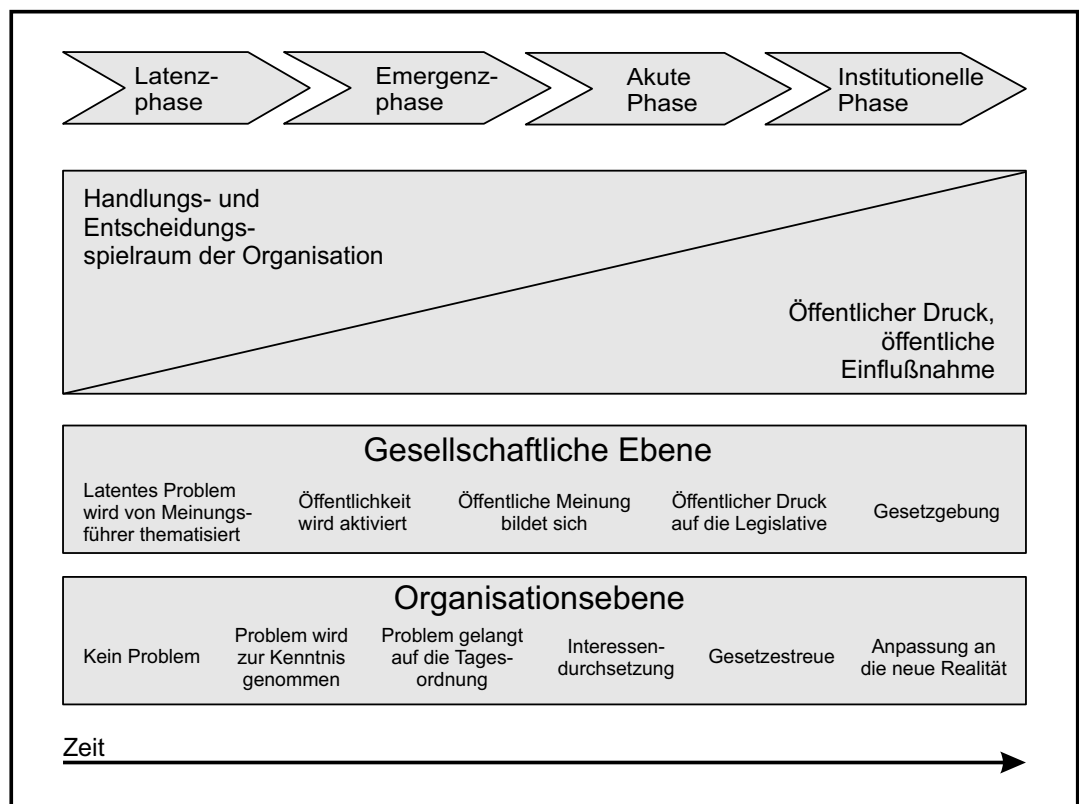 Latenz-
phase
Emergenz-
phase
Akute
Phase
Institutionelle
Phase
Handlungs- und
Entscheidungs-
spielraum der Organisation
Öffentlicher Druck,
öffentliche
Einflußnahme
Gesellschaftliche Ebene
Latentes Problem
wird von Meinungs-
führer thematisiert
Öffentlichkeit
wird aktiviert
Öffentliche Meinung
bildet sich
Öffentlicher Druck
auf die Legislative
Gesetzgebung
Organisationsebene
Kein Problem
Problem wird
zur Kenntnis
genommen
Problem gelangt
auf die Tages-
ordnung
Interessen-
durchsetzung
Gesetzestreue
Anpassung an
die neue Realität
Zeit